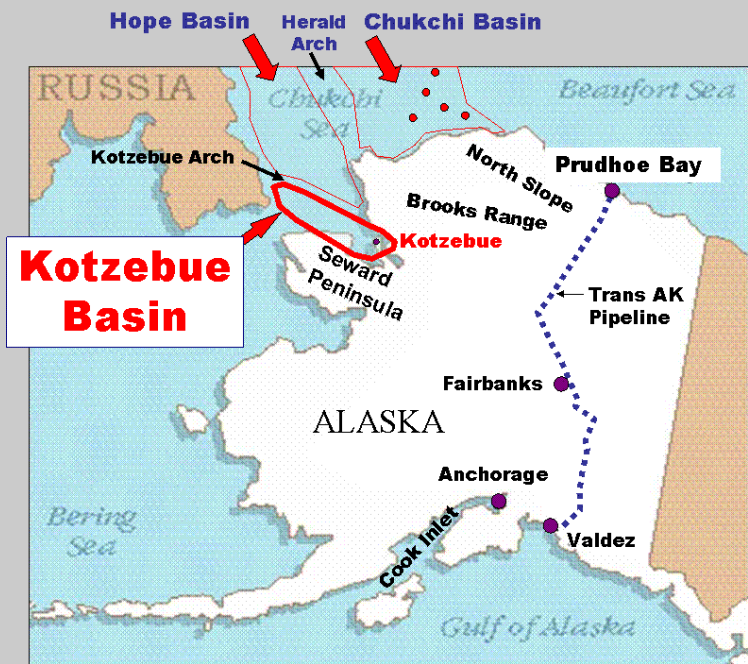 Hope Basin
Herald
Arch
Chukchi Basin
RUSSIA
Chukchi
Sea
Beaufort Sea
Kotzebue Arch
North Slope
Prudhoe Bay
Brooks Range
Kotzebue
Kotzebue
Basin
Seward
Peninsula
Trans AK
Pipeline
Fairbanks
ALASKA
Anchorage
Bering
Sea
Cook Inlet
Valdez
Gulf of Alaska